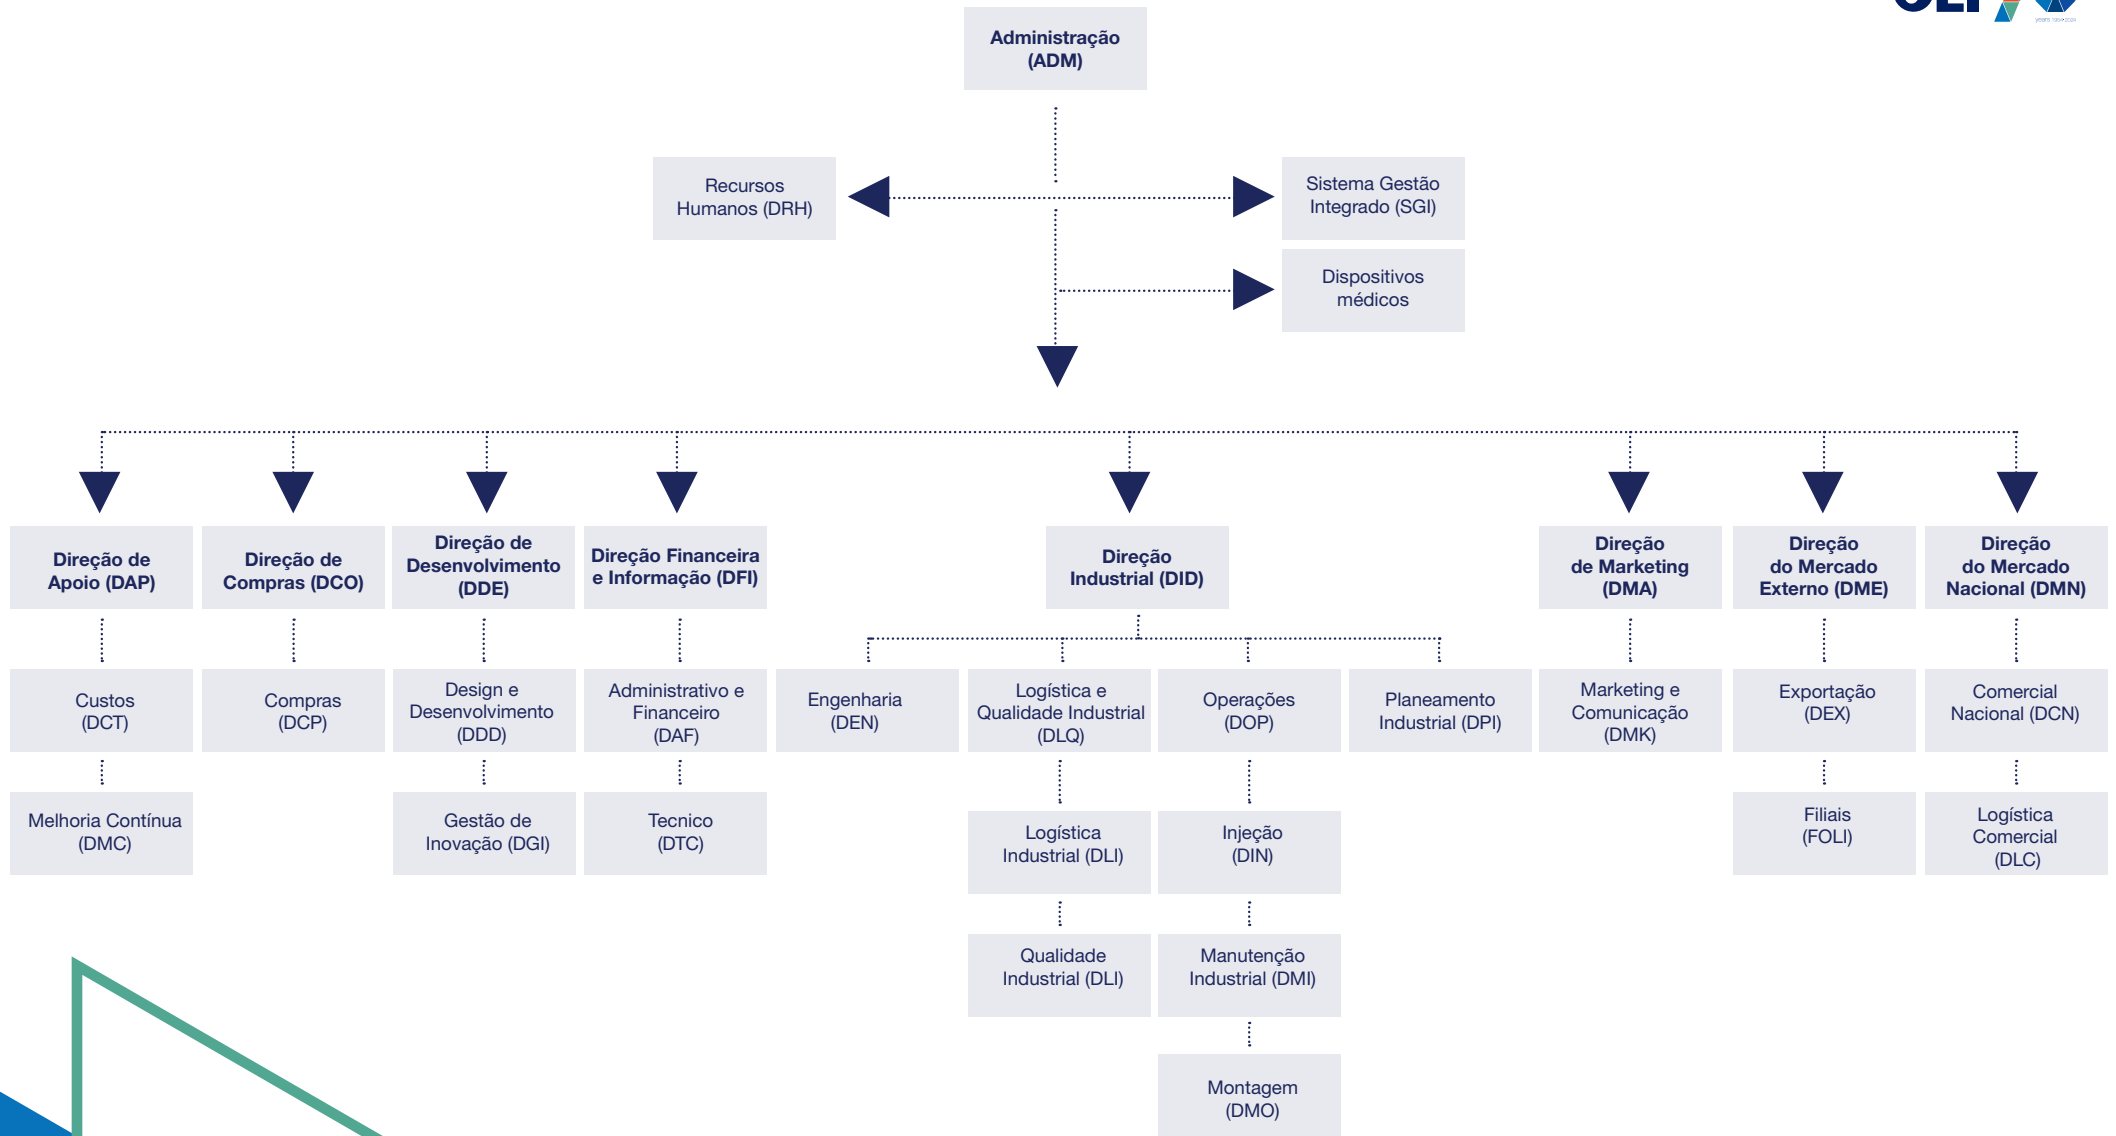 OLI
Administração
(ADM)
Recursos
Humanos (DRH)
Sistema Gestão
Integrado (SGI)
Dispositivos
médicos
Direção de
Apoio (DAP)
Direção de
Compras (DCO)
Direção de
Desenvolvimento
(DDE)
Direção Financeira
e Informação (DFI)
Direção
Industrial (DID)
Direção
de Marketing
(DMA)
Direção
do Mercado
Externo (DME)
Direção
do Mercado
Nacional (DMN)
Custos
(DCT)
Compras
(DCP)
Design e
Desenvolvimento
(DDD)
Administrativo e
Financeiro
(DAF)
Engenharia
(DEN)
Logística e
Qualidade Industrial
(DLQ)
Operações
(DOP)
Planeamento
Industrial (DPI)
Marketing e
Comunicação
(DMK)
Exportação
(DEX)
Comercial
Nacional (DCN)
Melhoria Contínua
(DMC)
Gestão de
Inovação (DGI)
Tecnico
(DTC)
Logística
Industrial (DLI)
Injeção
(DIN)
Filiais
(FOLI)
Logística
Comercial
(DLC)
Qualidade
Industrial (DLI)
Manutenção
Industrial (DMI)
Montagem
(DMO)